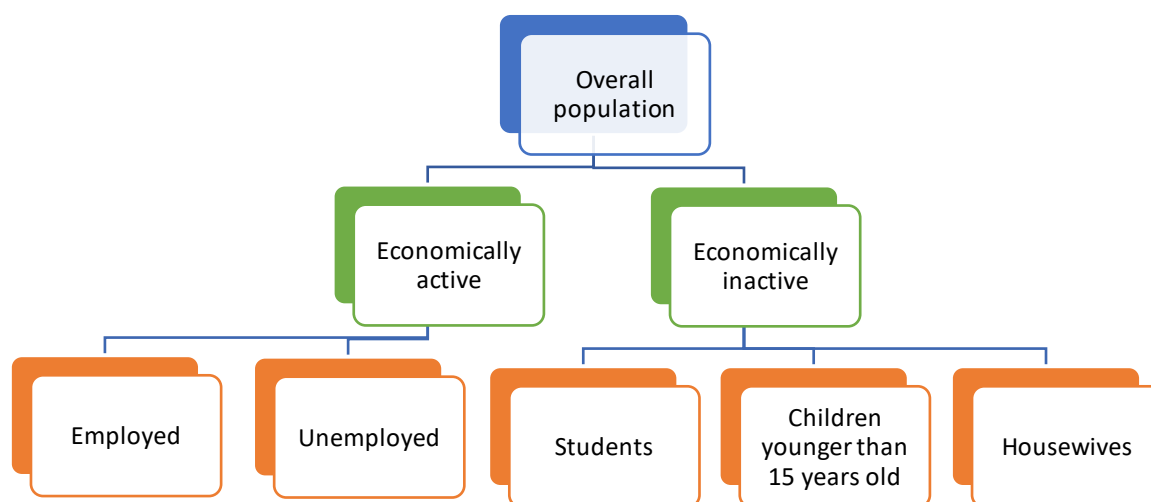 Overall
population
Economically
active
Economically
inactive
Employed
Unemployed
Students
Children
younger than
15 years old
Housewives